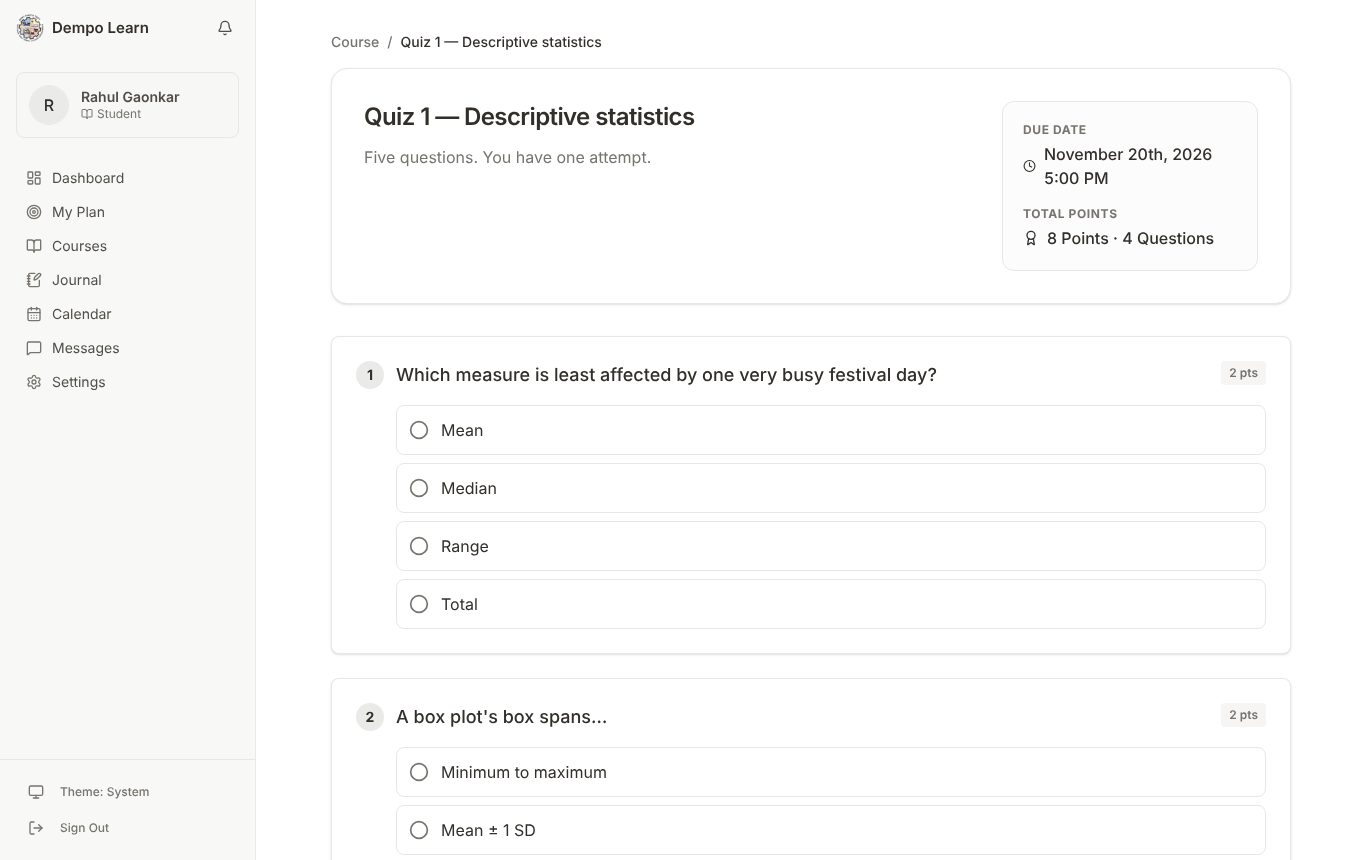 Dempo Learn
R
Rahul Gaonkar
Student
Dashboard
My Plan
Courses
Journal
Calendar
Messages
Settings
Theme: System
Sign Out
Course / Quiz 1 — Descriptive statistics
Quiz 1 — Descriptive statistics
Five questions. You have one attempt.
DUE DATE
November 20th, 2026
5:00 PM
TOTAL POINTS
8 Points · 4 Questions
1 Which measure is least affected by one very busy festival day? 2 pts
Mean
Median
Range
Total
2 A box plot's box spans... 2 pts
Minimum to maximum
Mean ± 1 SD